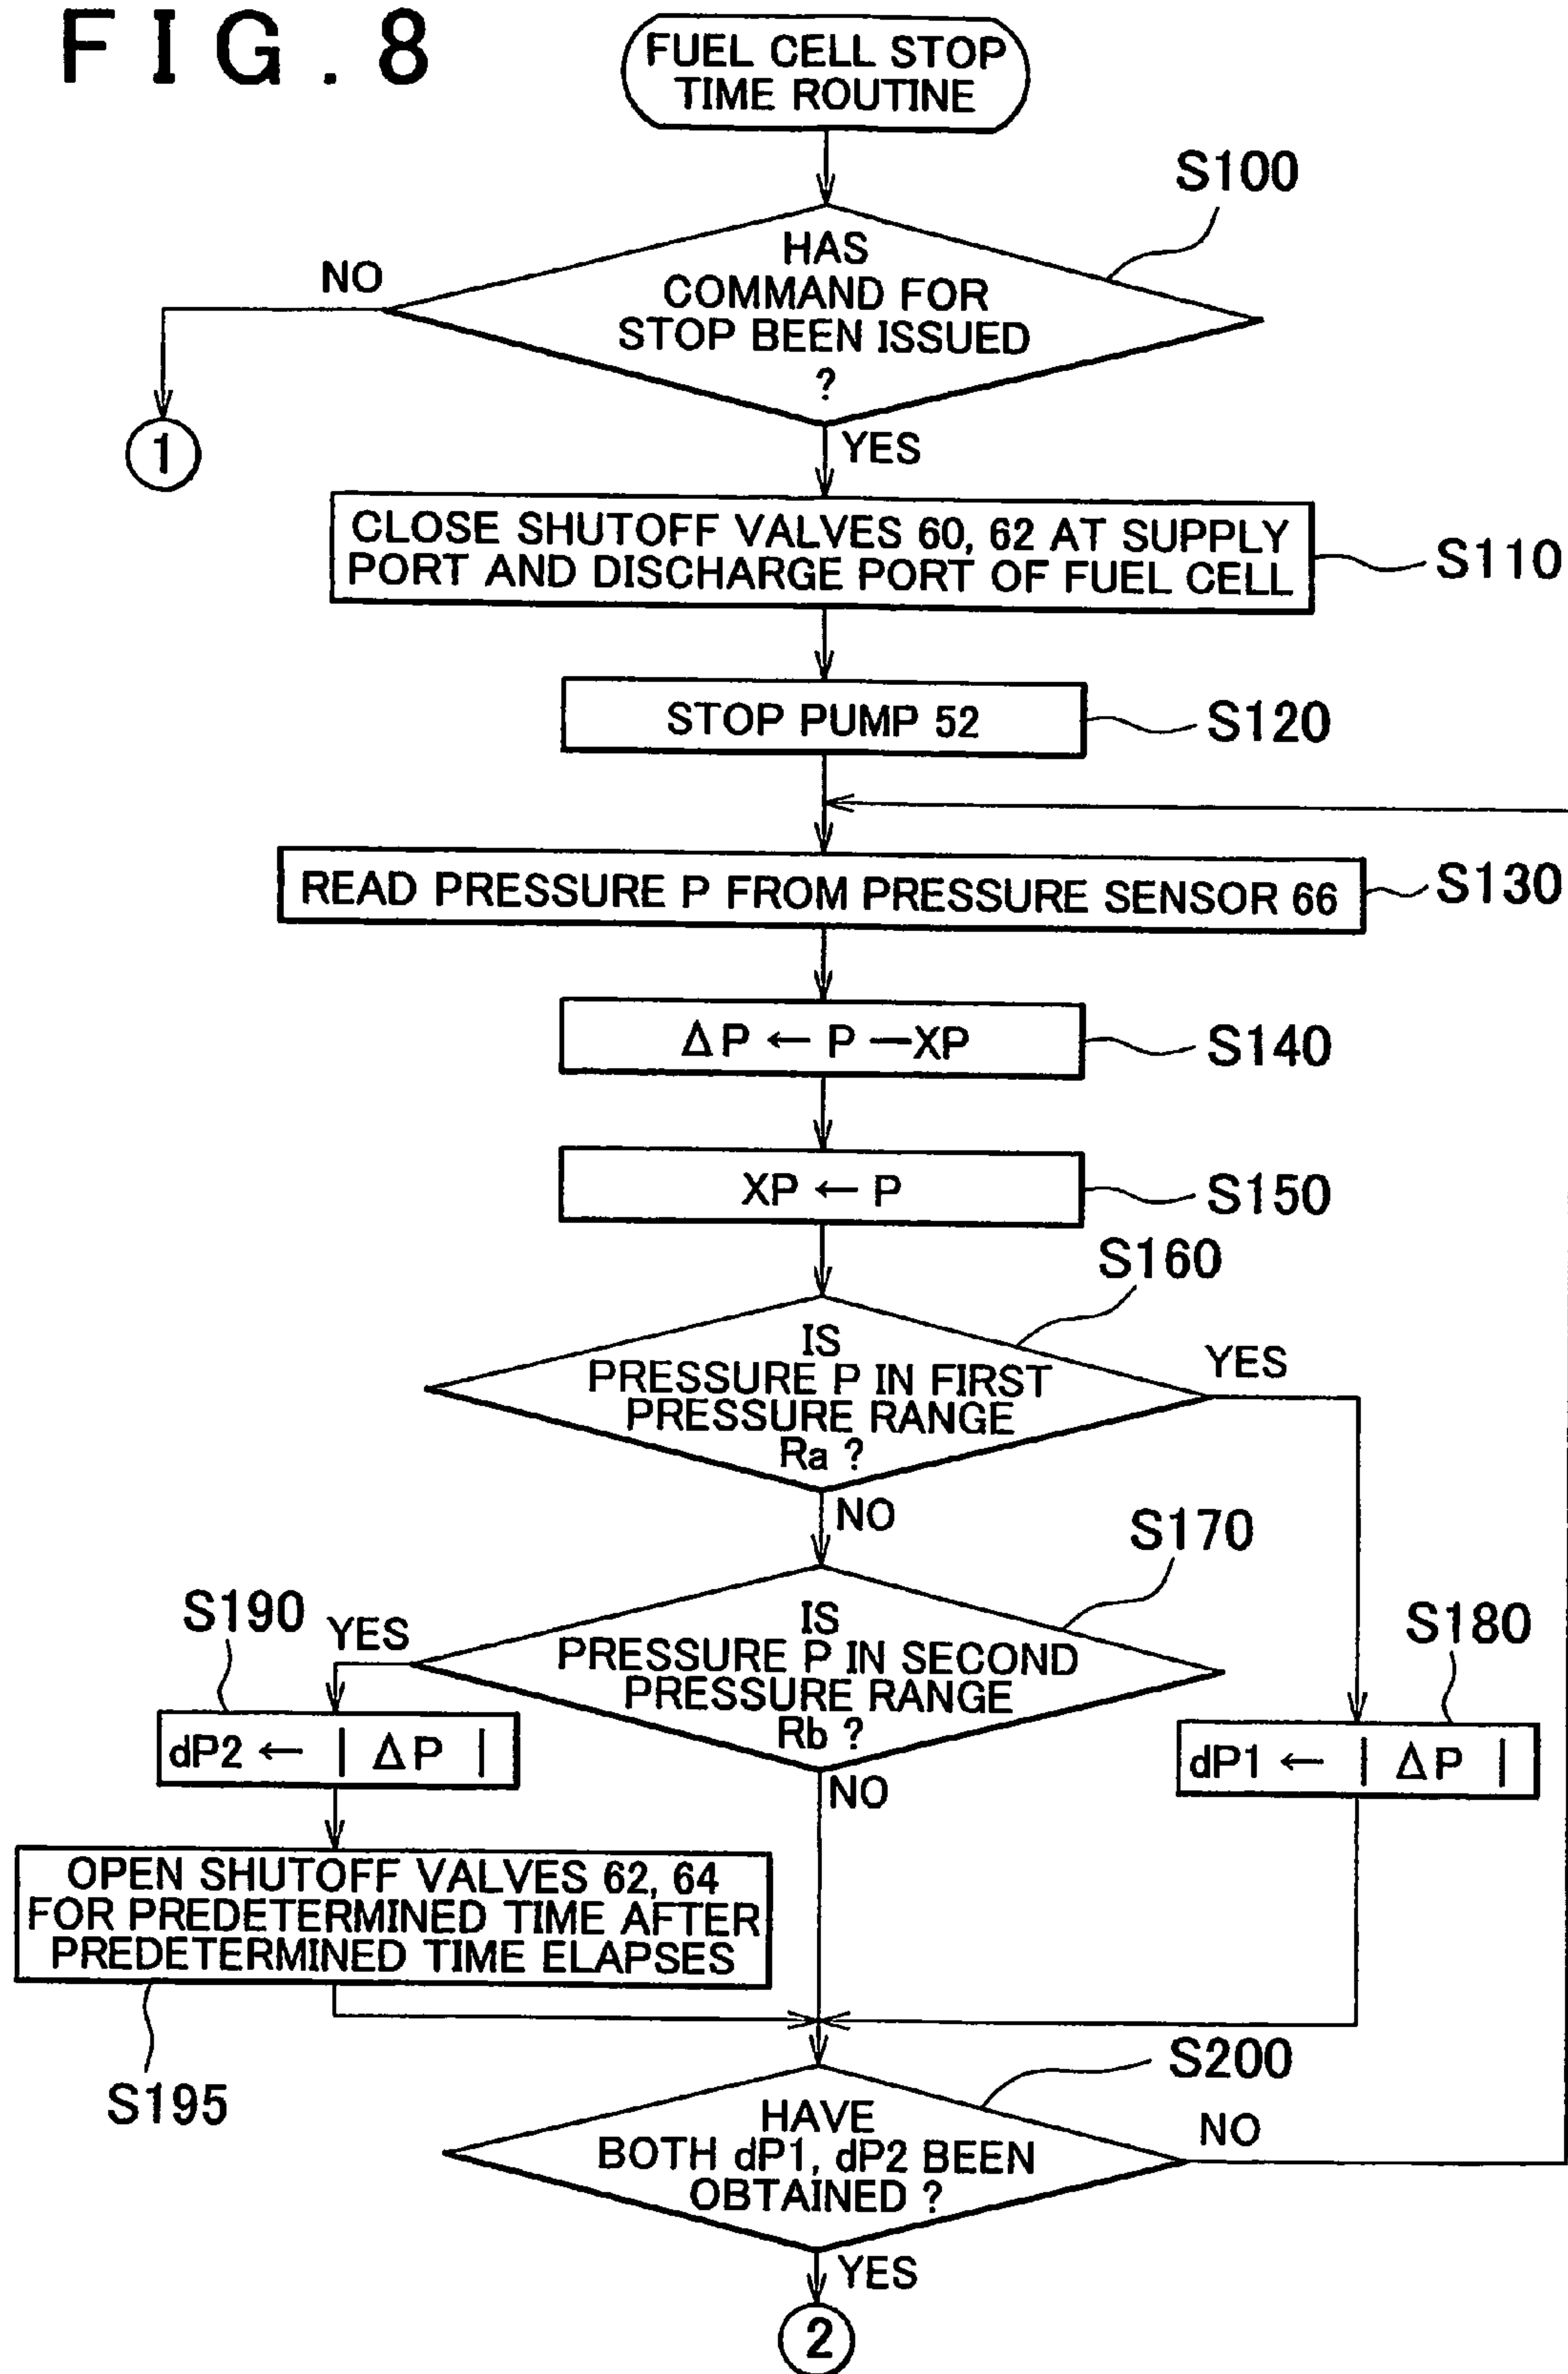 FIG. 8
FUEL CELL STOP
TIME ROUTINE
S100
HAS
COMMAND FOR
STOP BEEN ISSUED
?
NO
1
YES
CLOSE SHUTOFF VALVES 60, 62 AT SUPPLY
PORT AND DISCHARGE PORT OF FUEL CELL
S110
STOP PUMP 52
S120
READ PRESSURE P FROM PRESSURE SENSOR 66
S130
ΔP ← P —XP
S140
XP ← P
S150
S160
IS
PRESSURE P IN FIRST
PRESSURE RANGE
Ra ?
YES
NO
S170
IS
PRESSURE P IN SECOND
PRESSURE RANGE
Rb ?
YES
NO
S190
dP2 ← | ΔP |
S180
dP1 ← | ΔP |
OPEN SHUTOFF VALVES 62, 64
FOR PREDETERMINED TIME AFTER
PREDETERMINED TIME ELAPSES
S195
S200
HAVE
BOTH dP1, dP2 BEEN
OBTAINED ?
NO
YES
2